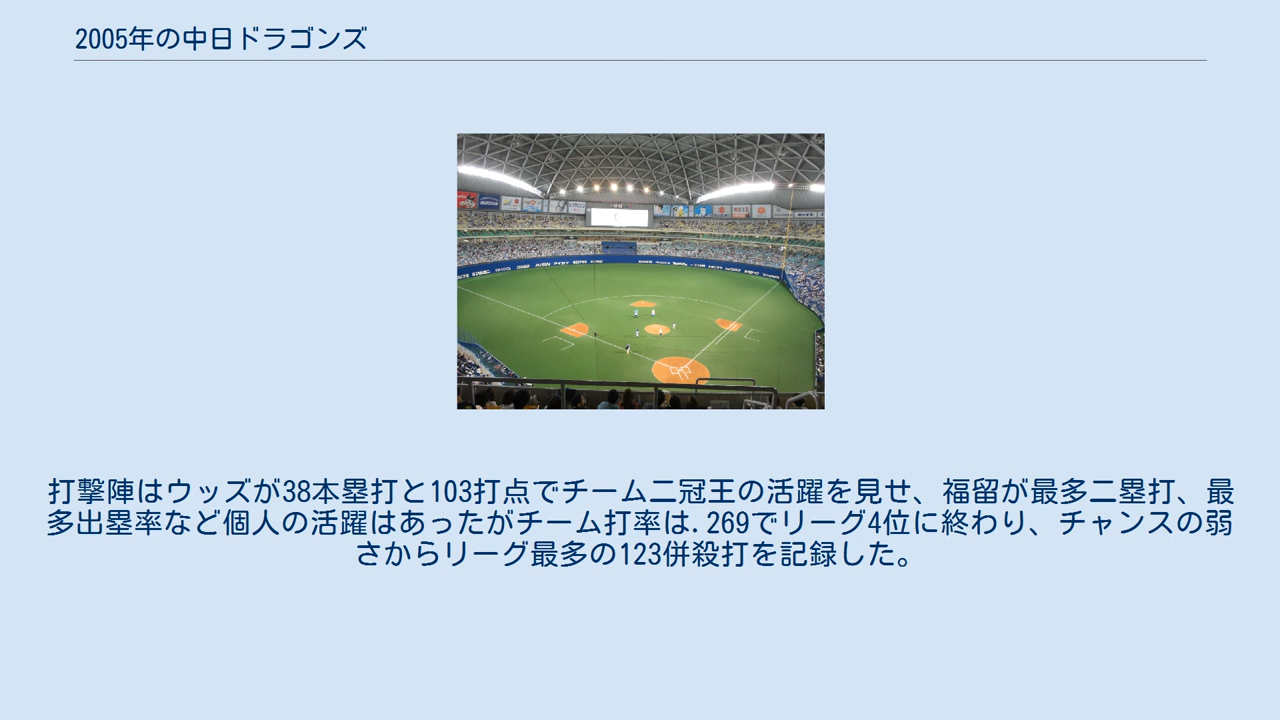 2005年の中日ドラゴンズ
打撃陣はウッズが38本塁打と103打点でチーム二冠王の活躍を見せ、福留が最多二塁打、最
多出塁率など個人の活躍はあったがチーム打率は.269でリーグ4位に終わり、チャンスの弱
さからリーグ最多の123併殺打を記録した。